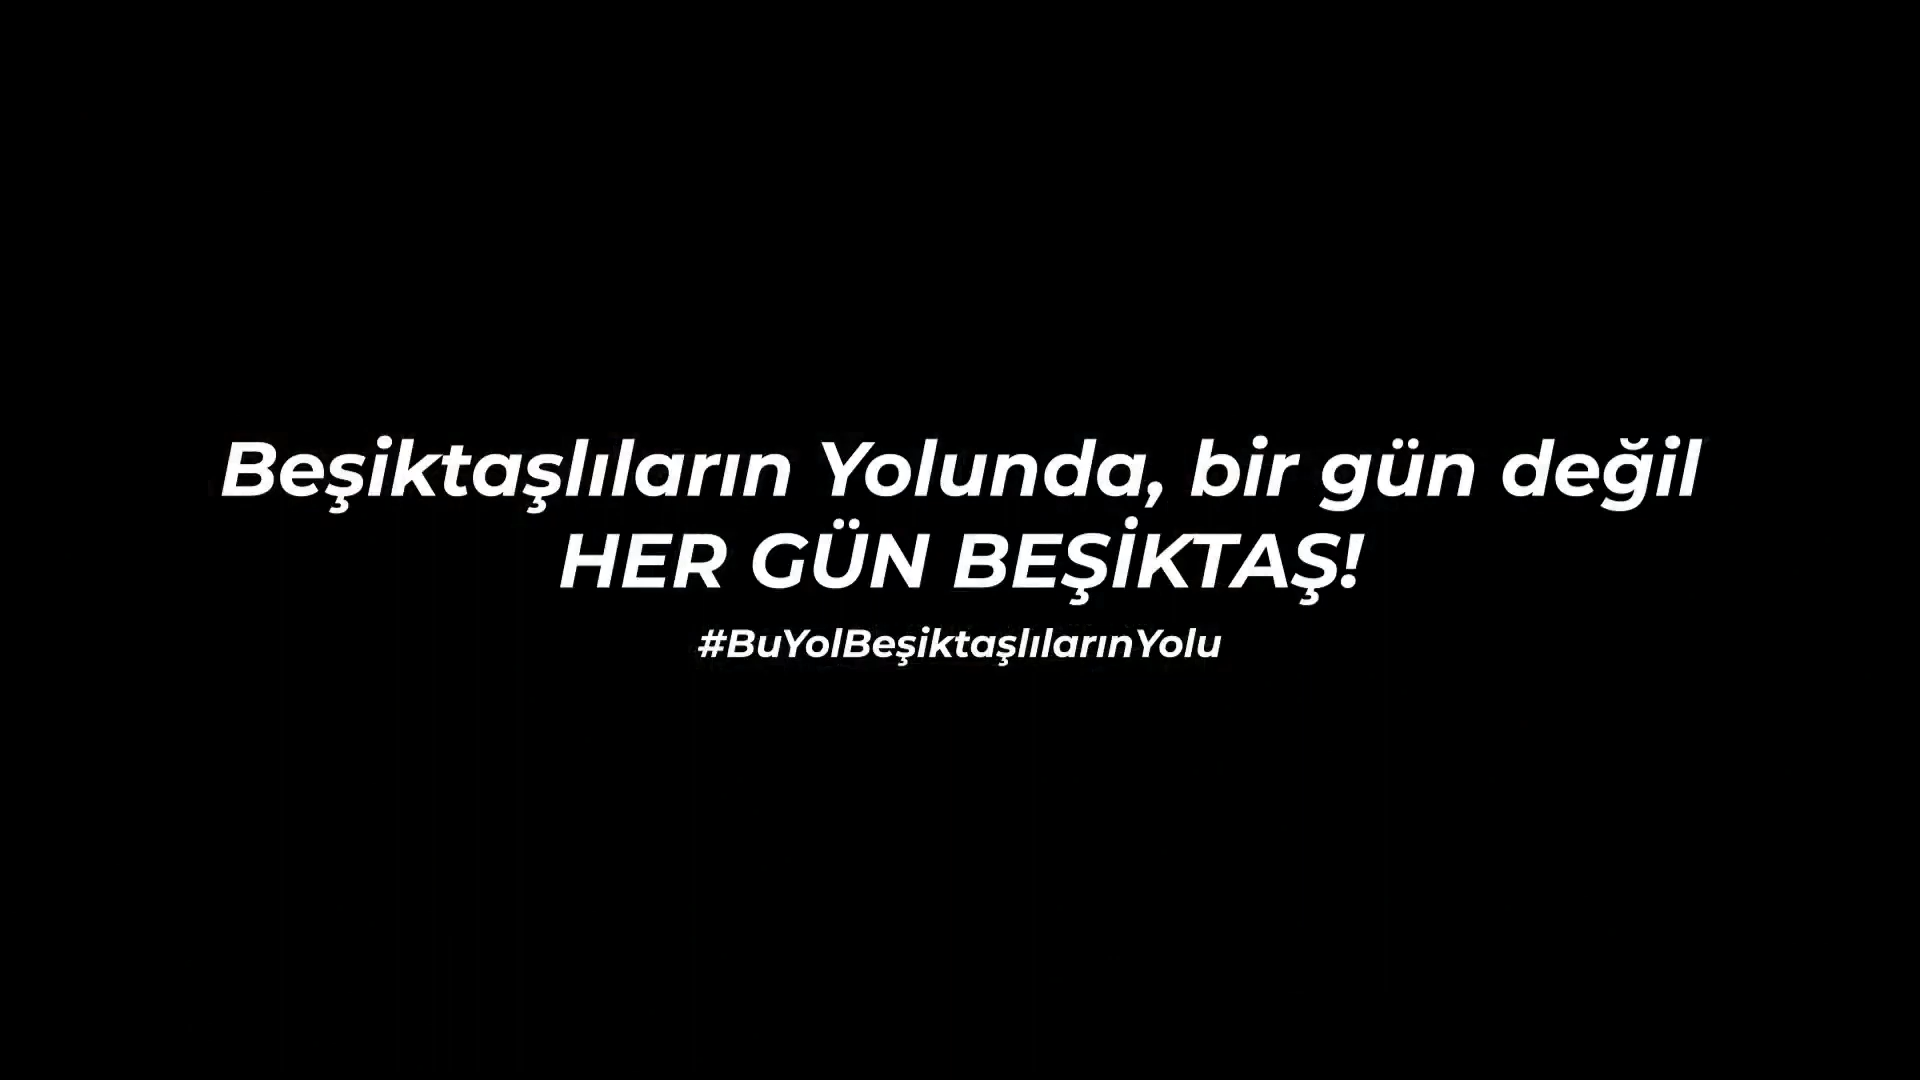 Beşiktaşlıların Yolunda, bir gün değil
HER GÜN BEŞİKTAŞ!
#BuYolBeşiktaşlılarınYolu